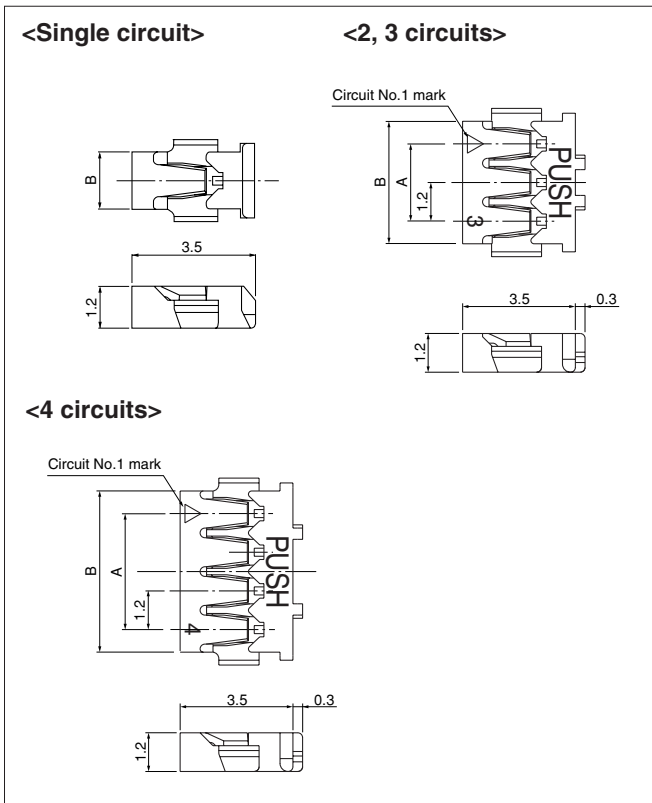 <Single circuit>
B
3.5
1.2
<2, 3 circuits>
Circuit No.1 mark
B
A
1.2
3
PUSH
3.5
0.3
1.2
<4 circuits>
Circuit No.1 mark
B
A
1.2
4
PUSH
3.5
0.3
1.2